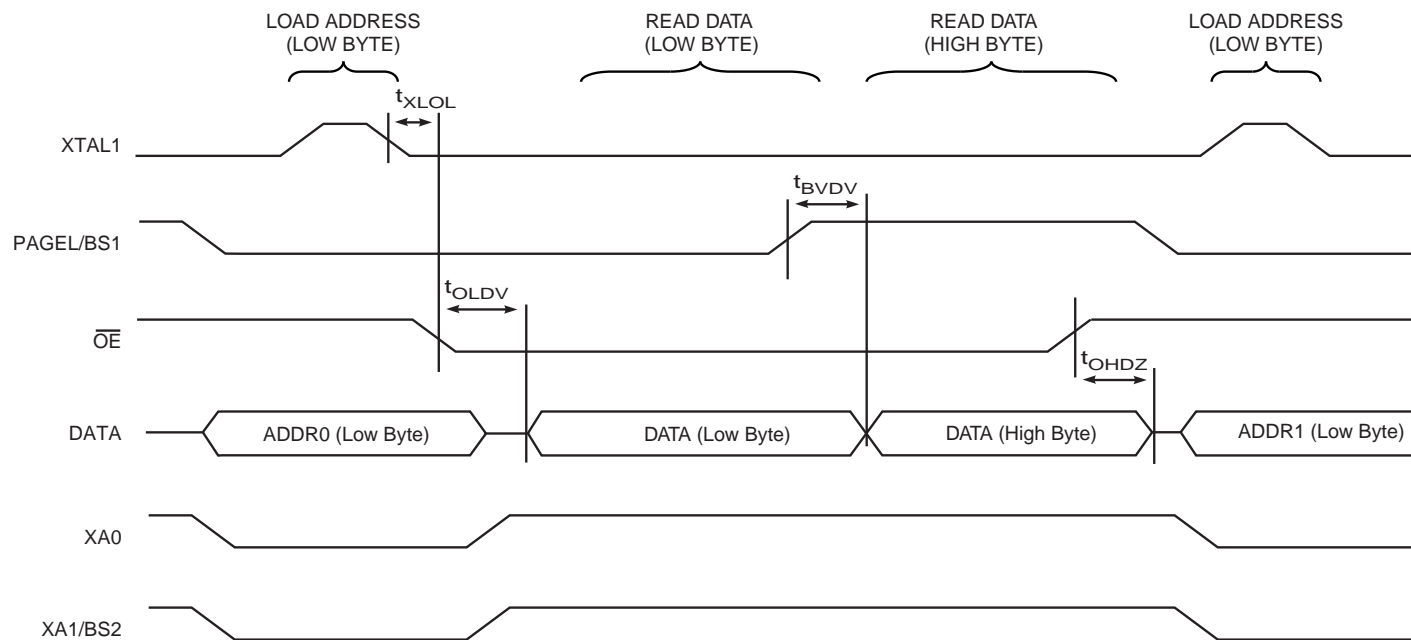 LOAD ADDRESS
(LOW BYTE)
READ DATA
(LOW BYTE)
READ DATA
(HIGH BYTE)
LOAD ADDRESS
(LOW BYTE)
tXLOL
XTAL1
tBVDV
PAGEL/BS1
tOLDV
OE
tOHDZ
DATA
ADDR0 (Low Byte)
DATA (Low Byte)
DATA (High Byte)
ADDR1 (Low Byte)
XA0
XA1/BS2